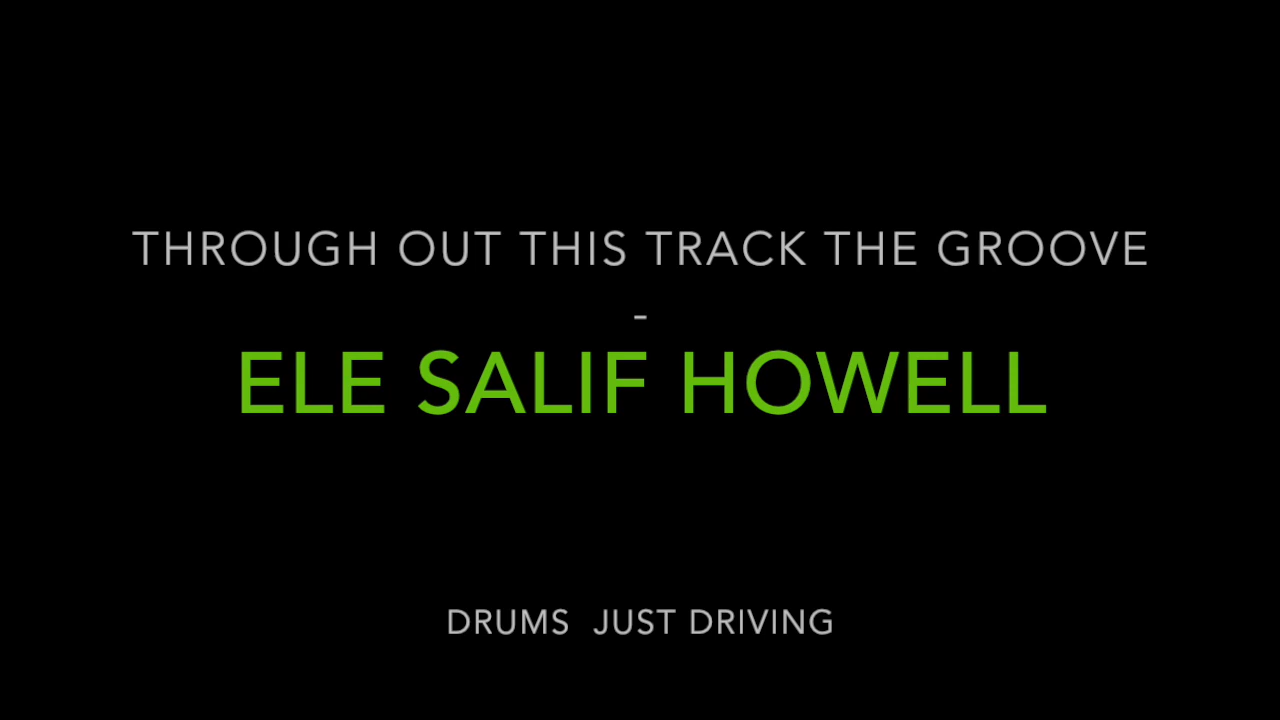 THROUGH OUT THIS TRACK THE GROOVE
-
ELE SALIF HOWELL
DRUMS  JUST DRIVING